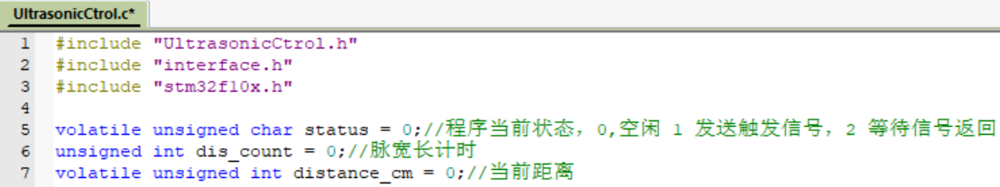 UltrasonicCtrol.c*
1 #include "UltrasonicCtrol.h"
2 #include "interface.h"
3 #include "stm32f10x.h"
4
5 volatile unsigned char status = 0;//程序当前状态，0,空闲 1 发送触发信号，2 等待信号返回
6 unsigned int dis_count = 0;//脉宽长计时
7 volatile unsigned int distance_cm = 0;//当前距离